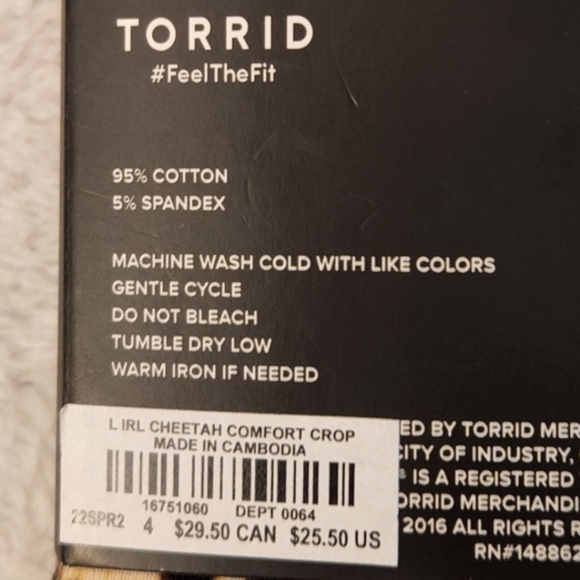 TORRID
#FeelTheFit
95% COTTON
5% SPANDEX
MACHINE WASH COLD WITH LIKE COLORS
GENTLE CYCLE
DO NOT BLEACH
TUMBLE DRY LOW
WARM IRON IF NEEDED
L IRL CHEETAH COMFORT CROP
MADE IN CAMBODIA
16751060 DEPT 0064
22SPR2 4 $29.50 CAN $25.50 US
ED BY TORRID MER
CITY OF INDUSTRY,
® IS A REGISTERED
ORRID MERCHANDI
2016 ALL RIGHTS R
RN#148862